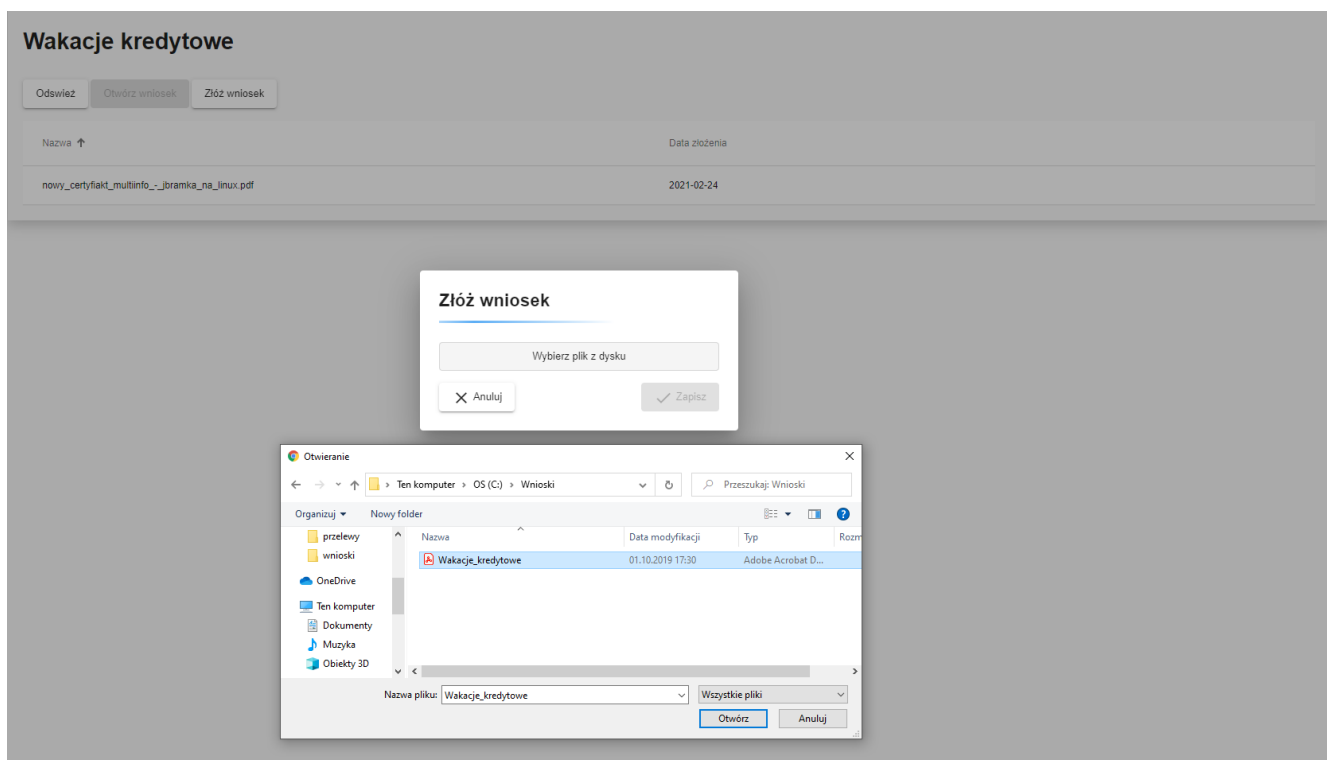 Wakacje kredytowe
Odswież Otwórz wniosek Złóż wniosek
Nazwa Data złożenia
nowy_certyfiakt_multiinfo_-_jbramka_na_linux.pdf 2021-02-24
Złóż wniosek
Wybierz plik z dysku
Anuluj Zapisz
Otwieranie
Ten komputer OS (C:) Wnioski Przeszukaj: Wnioski
Organizuj Nowy folder
przelewy Nazwa Data modyfikacji Typ Rozm
wnioski Wakacje_kredytowe 01.10.2019 17:30 Adobe Acrobat D...
OneDrive
Ten komputer
Dokumenty
Muzyka
Obiekty 3D
Nazwa pliku: Wakacje_kredytowe Wszystkie pliki
Otwórz Anuluj